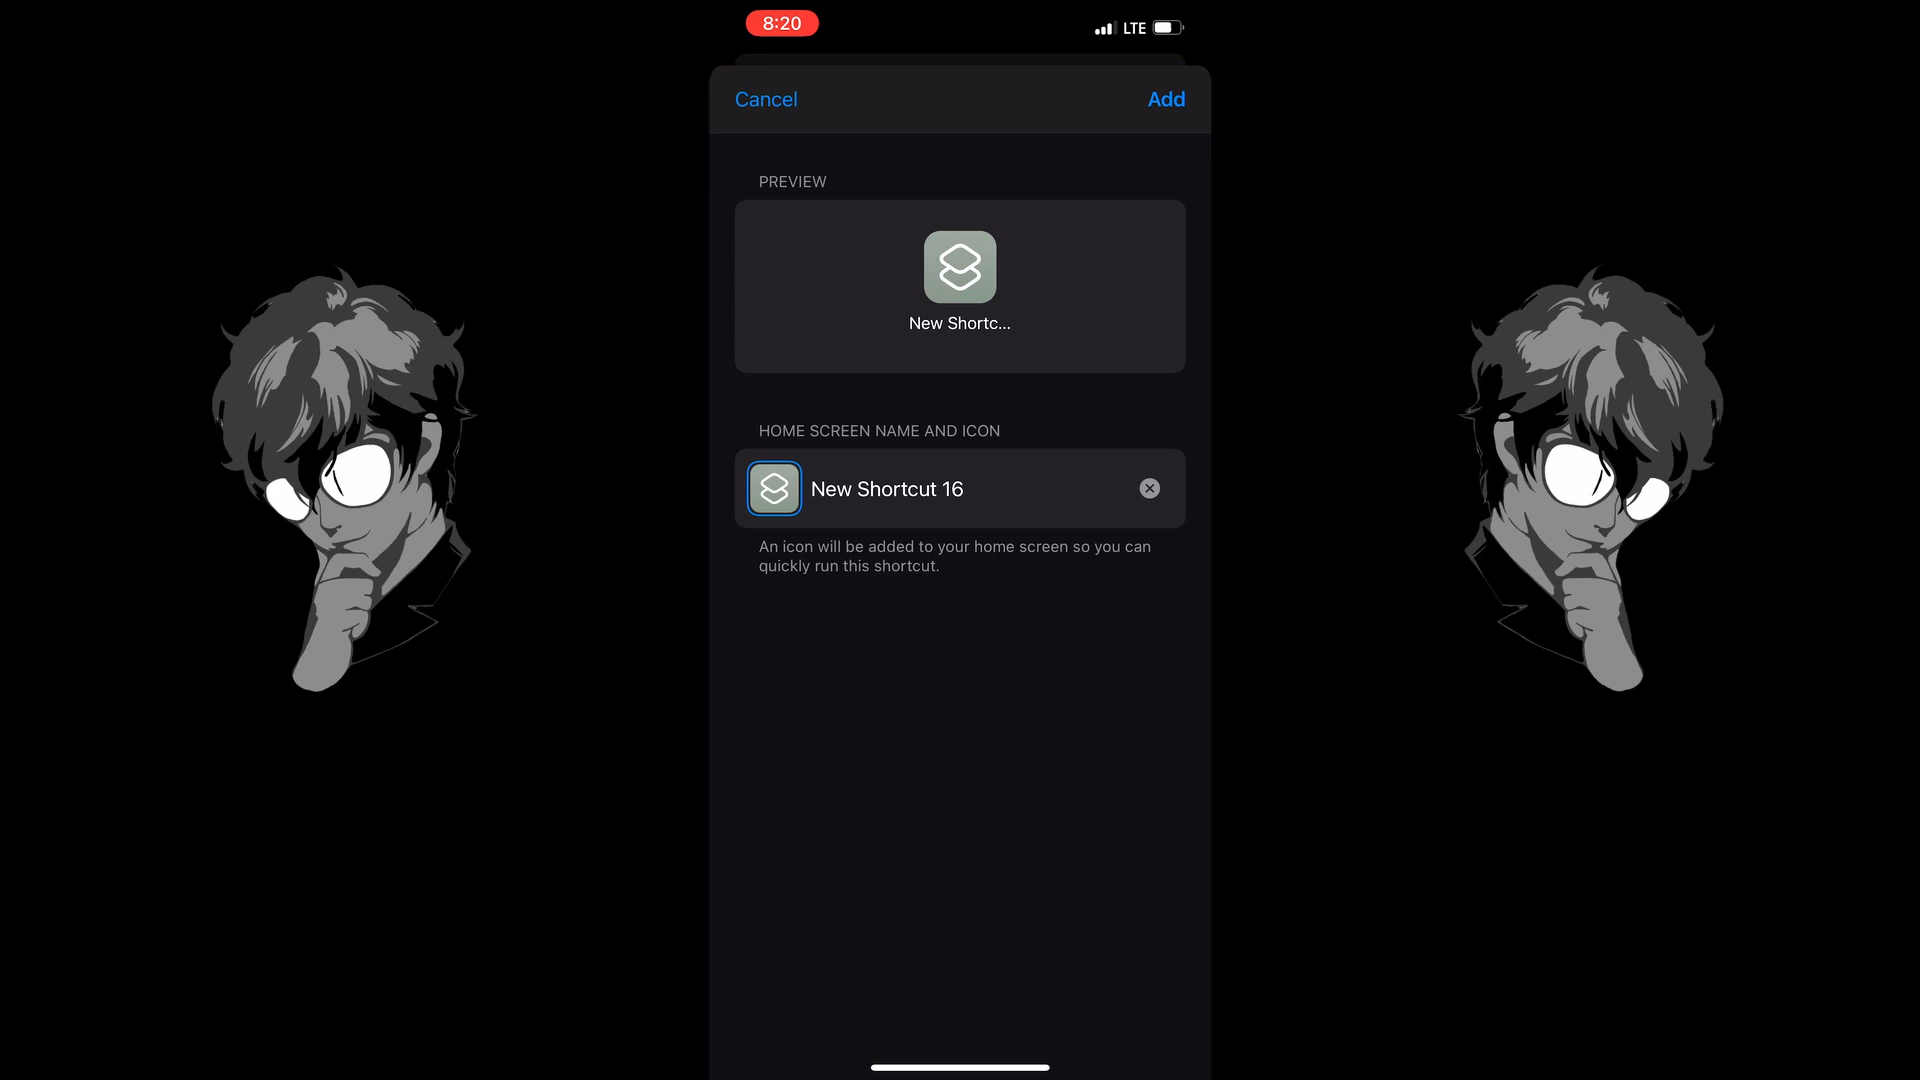 8:20
LTE
Cancel
Add
PREVIEW
New Shortc...
HOME SCREEN NAME AND ICON
New Shortcut 16
An icon will be added to your home screen so you can
quickly run this shortcut.